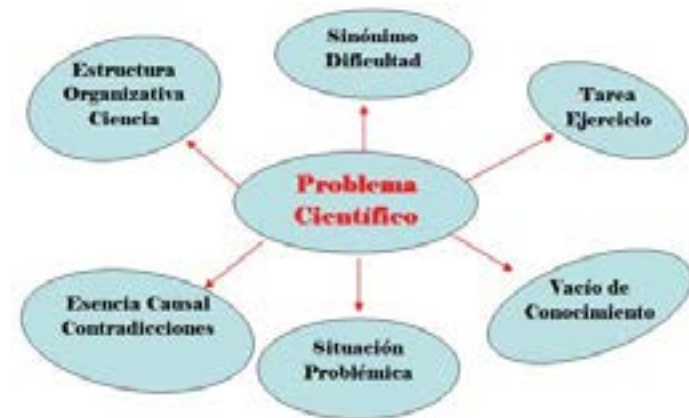 Sinónimo
Dificultad
Estructura
Organizativa
Ciencia
Tarea
Ejercicio
Problema
Científico
Esencia Causal
Contradicciones
Vacío de
Conocimiento
Situación
Problémica